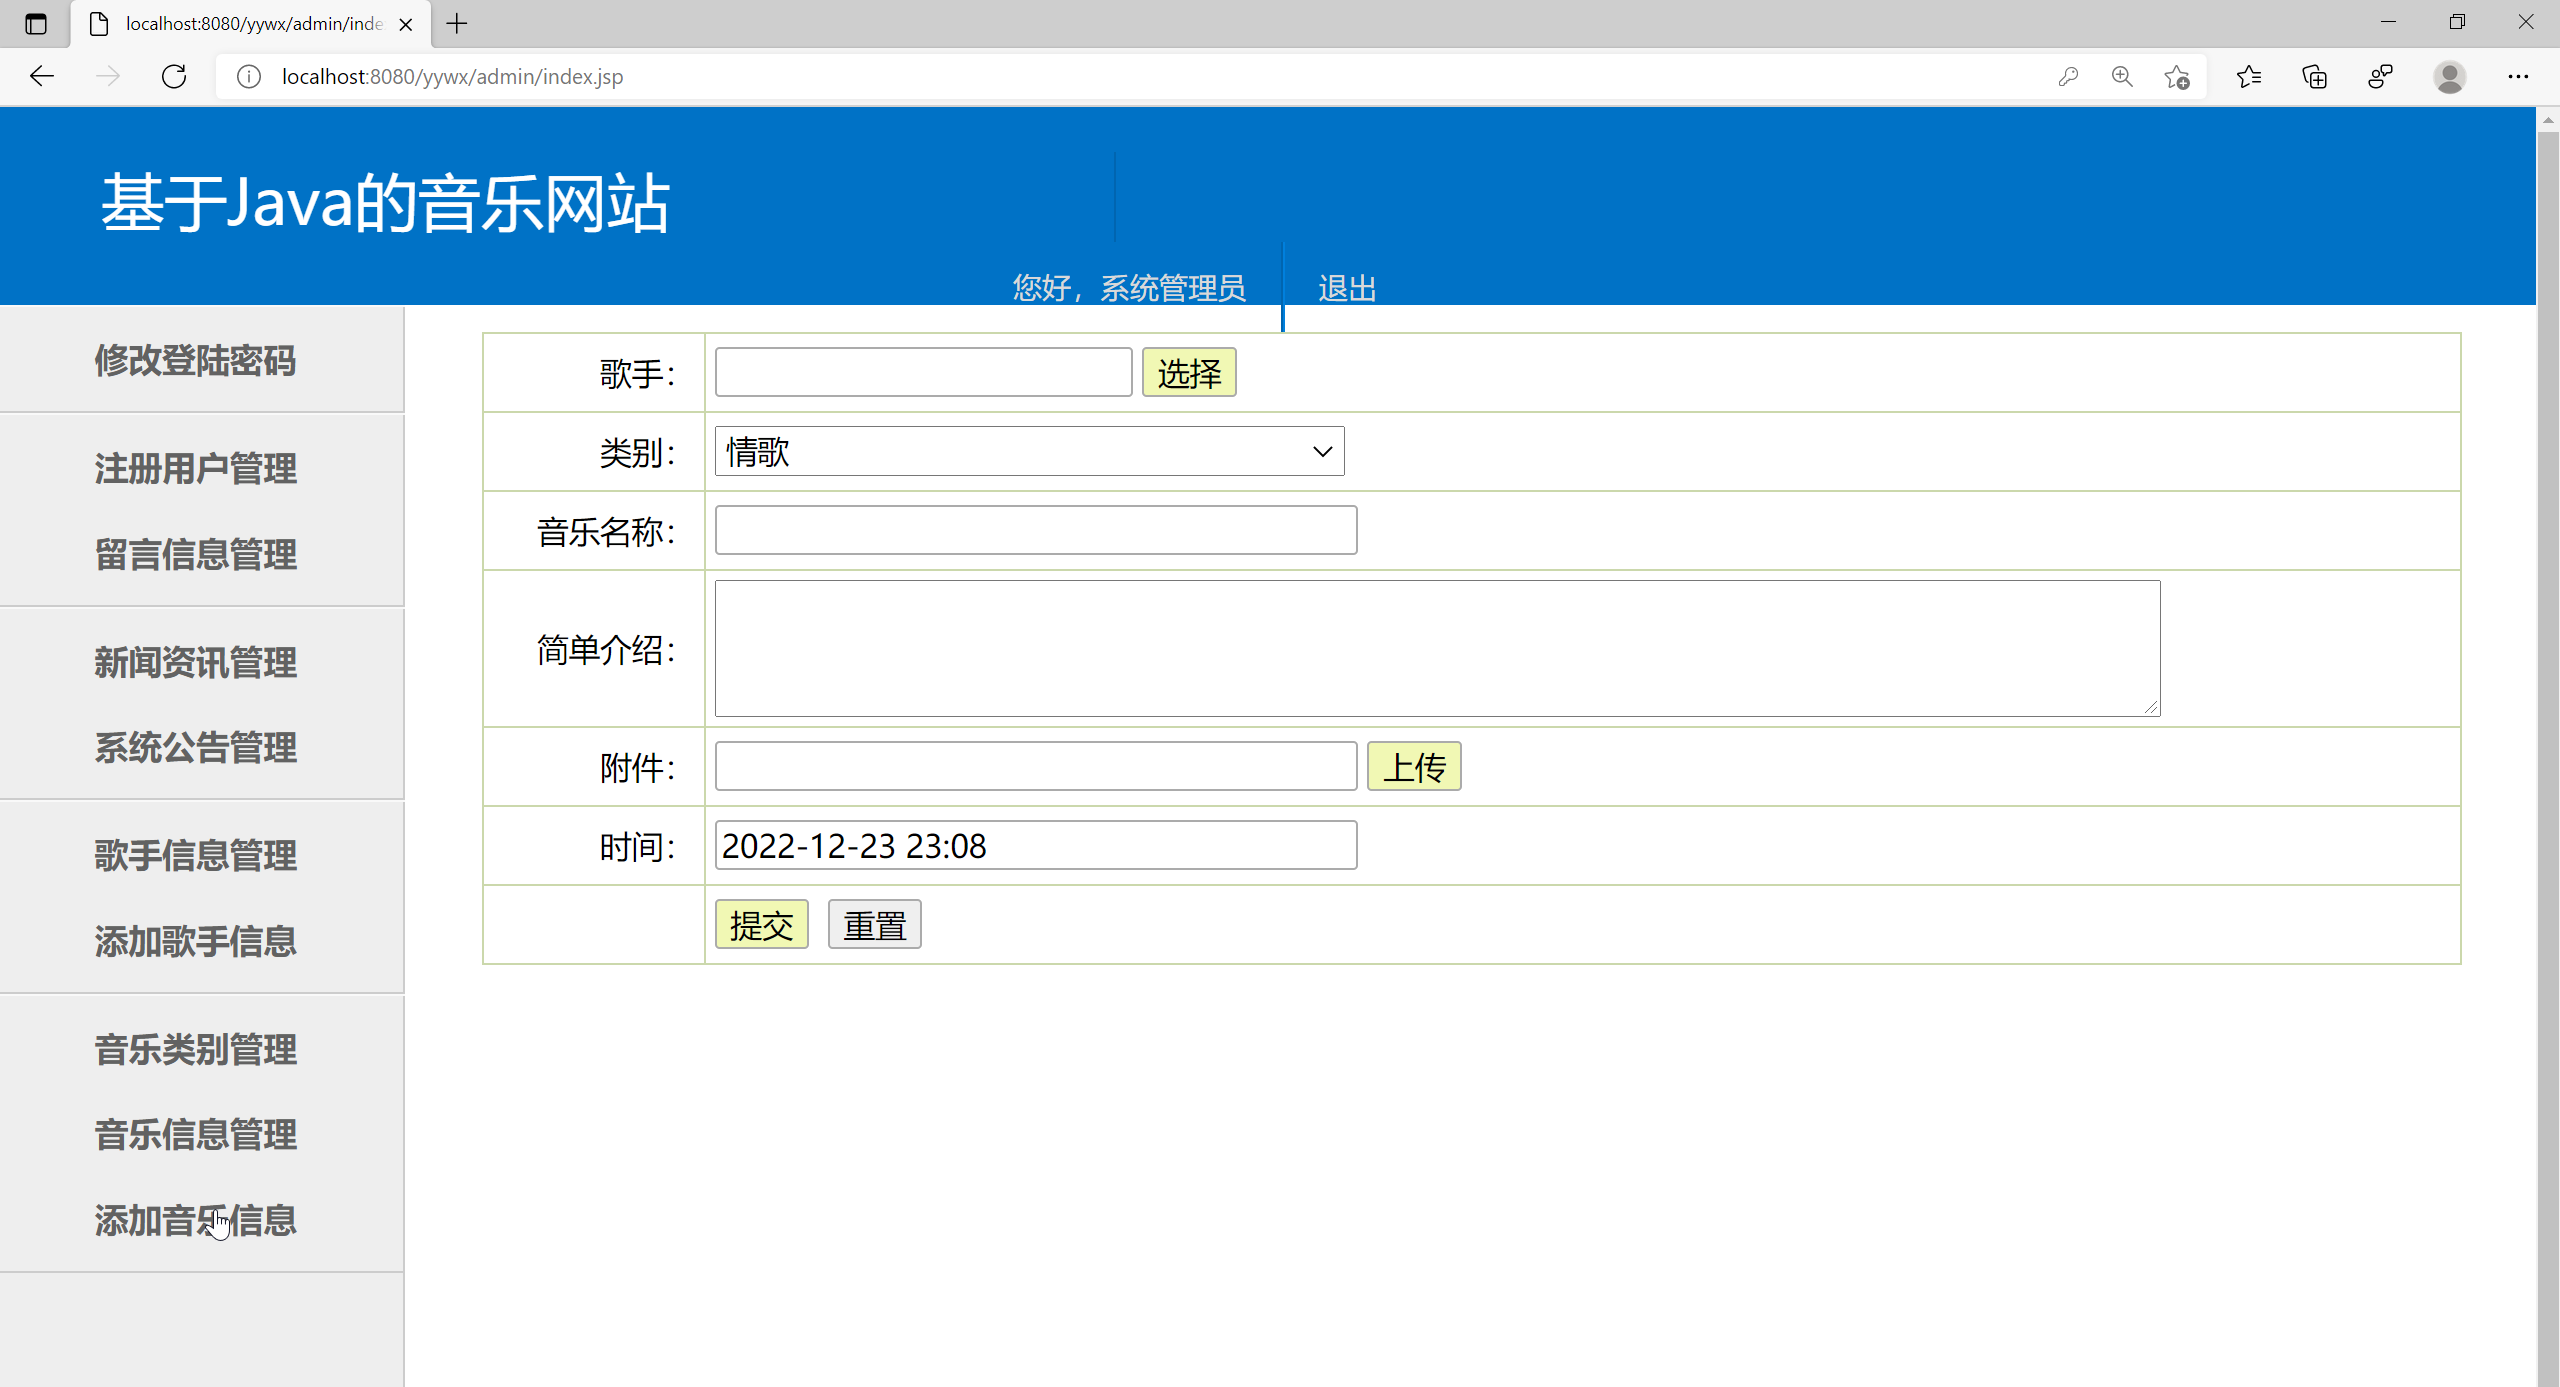 localhost:8080/yywx/admin/inde
localhost:8080/yywx/admin/index.jsp
基于Java的音乐网站
您好，系统管理员
退出
修改登陆密码
注册用户管理
留言信息管理
新闻资讯管理
系统公告管理
歌手信息管理
添加歌手信息
音乐类别管理
音乐信息管理
添加音乐信息
歌手： 选择
类别： 情歌
音乐名称：
简单介绍：
附件： 上传
时间： 2022-12-23 23:08
提交 重置